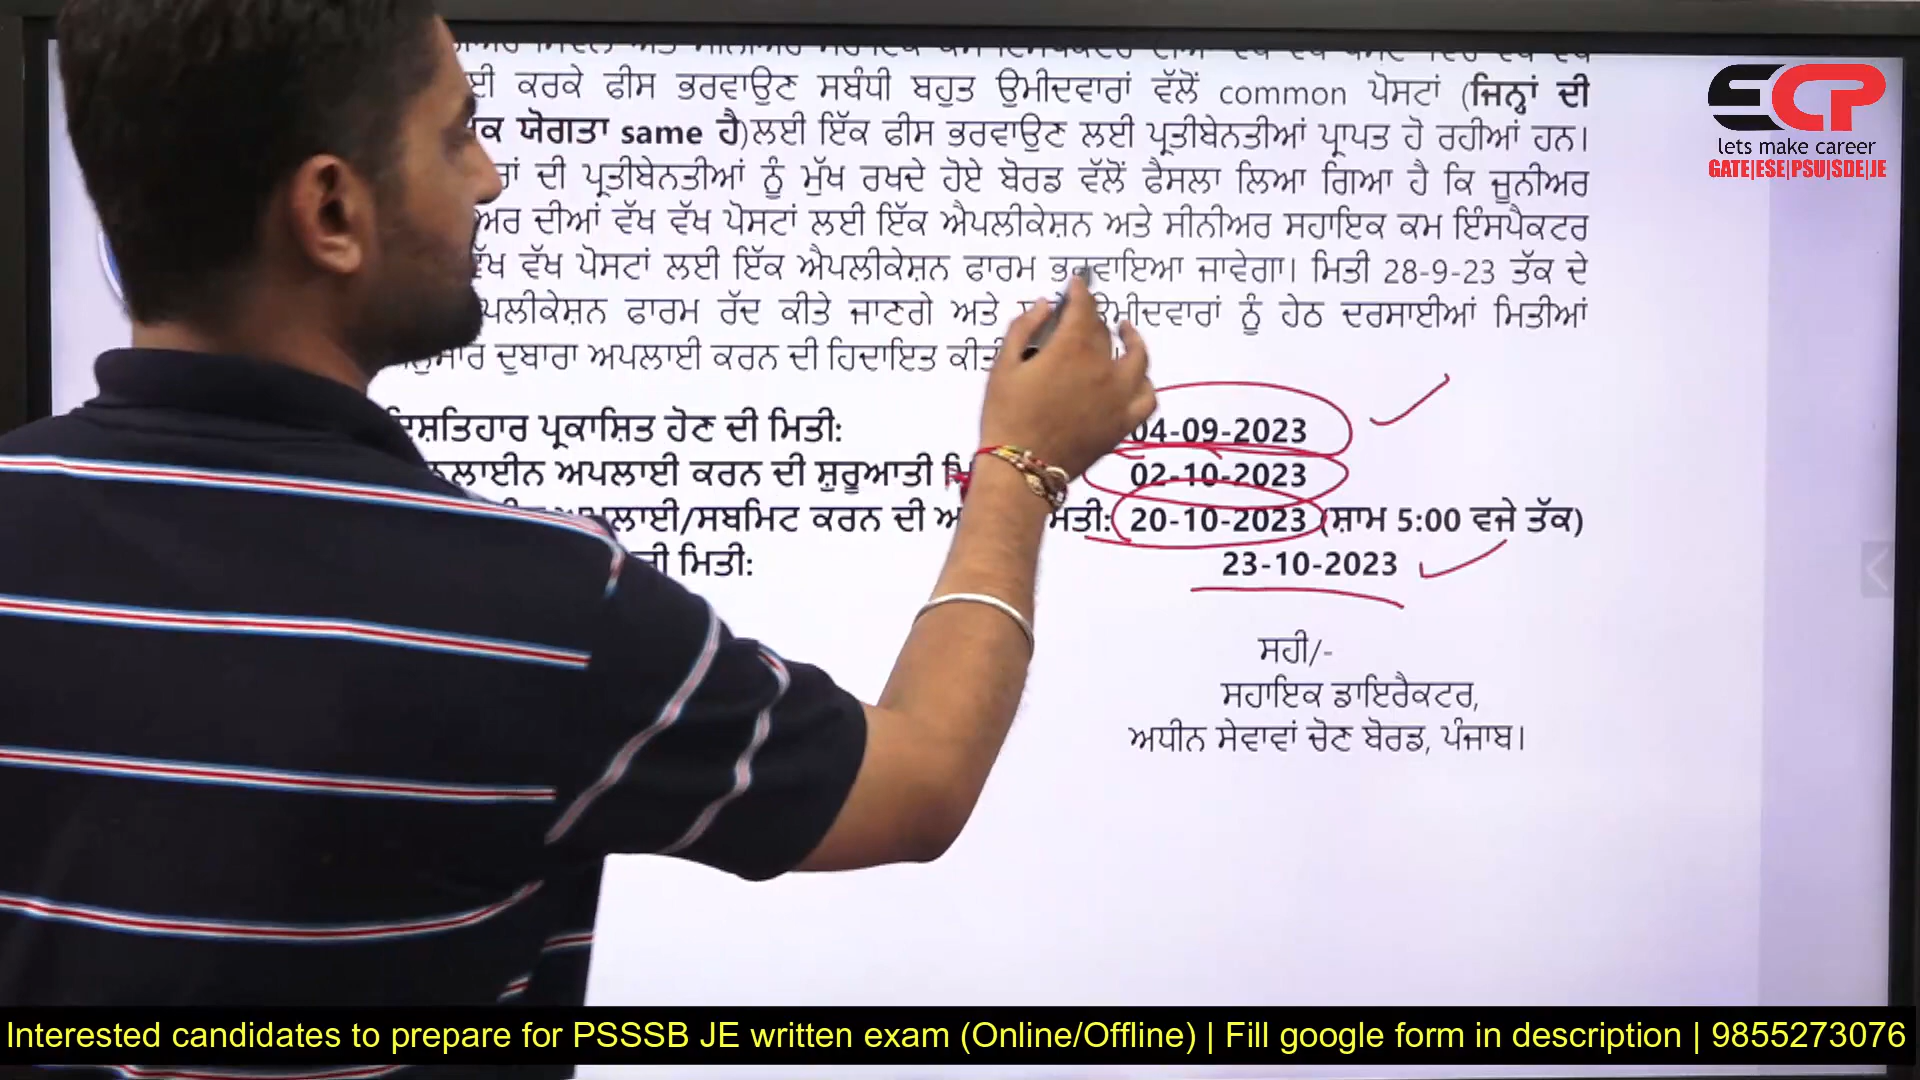 ਕਰਕੇ ਫੀਸ ਭਰਵਾਉਣ ਸਬੰਧੀ ਬਹੁਤ ਉਮੀਦਵਾਰਾਂ ਵੱਲੋਂ common ਪੋਸਟਾਂ (ਜਿਨ੍ਹਾਂ ਦੀ
ਯੋਗਤਾ same ਹੈ)ਲਈ ਇੱਕ ਫੀਸ ਭਰਵਾਉਣ ਲਈ ਪ੍ਰਤੀਬੇਨਤੀਆਂ ਪ੍ਰਾਪਤ ਹੋ ਰਹੀਆਂ ਹਨ।
ਦੀ ਪ੍ਰਤੀਬੇਨਤੀਆਂ ਨੂੰ ਮੁੱਖ ਰਖਦੇ ਹੋਏ ਬੋਰਡ ਵੱਲੋਂ ਫੈਸਲਾ ਲਿਆ ਗਿਆ ਹੈ ਕਿ ਜੂਨੀਅਰ
ਦੀਆਂ ਵੱਖ ਵੱਖ ਪੋਸਟਾਂ ਲਈ ਇੱਕ ਐਪਲੀਕੇਸ਼ਨ ਅਤੇ ਸੀਨੀਅਰ ਸਹਾਇਕ ਕਮ ਇੰਸਪੈਕਟਰ
ਵੱਖ ਪੋਸਟਾਂ ਲਈ ਇੱਕ ਐਪਲੀਕੇਸ਼ਨ ਫਾਰਮ ਭਰਵਾਇਆ ਜਾਵੇਗਾ। ਮਿਤੀ 28-9-23 ਤੱਕ ਦੇ
ਫਾਰਮ ਰੱਦ ਕੀਤੇ ਜਾਣਗੇ ਅਤੇ ਉਮੀਦਵਾਰਾਂ ਨੂੰ ਹੇਠ ਦਰਸਾਈਆਂ ਮਿਤੀਆਂ
ਦੁਬਾਰਾ ਅਪਲਾਈ ਕਰਨ ਦੀ ਹਿਦਾਇਤ
ਪ੍ਰਕਾਸ਼ਿਤ ਹੋਣ ਦੀ ਮਿਤੀ: 04-09-2023
ਅਪਲਾਈ ਕਰਨ ਦੀ ਸ਼ੁਰੂਆਤੀ 02-10-2023
ਕਰਨ ਦੀ 20-10-2023 (ਸ਼ਾਮ 5:00 ਵਜੇ ਤੱਕ)
ਮਿਤੀ: 23-10-2023
ਸਹੀ/-
ਸਹਾਇਕ ਡਾਇਰੈਕਟਰ,
ਅਧੀਨ ਸੇਵਾਵਾਂ ਚੋਣ ਬੋਰਡ, ਪੰਜਾਬ।
lets make career
GATE|ESE|PSU|SDE|JE
Interested candidates to prepare for PSSSB JE written exam (Online/Offline) | Fill google form in description | 9855273076